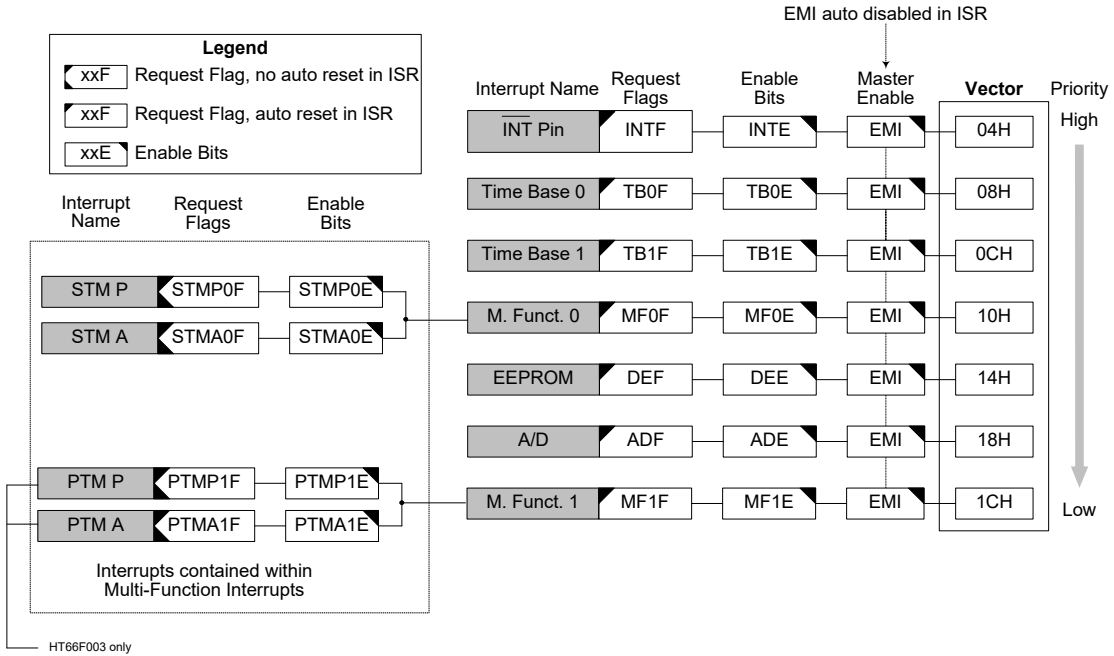 EMI auto disabled in ISR
Legend
xxF Request Flag, no auto reset in ISR
xxF Request Flag, auto reset in ISR
xxE Enable Bits
Interrupt Name Request Flags Enable Bits Master Enable Vector Priority
High
INT Pin INTF INTE EMI 04H
Time Base 0 TB0F TB0E EMI 08H
Time Base 1 TB1F TB1E EMI 0CH
M. Funct. 0 MF0F MF0E EMI 10H
EEPROM DEF DEE EMI 14H
A/D ADF ADE EMI 18H
M. Funct. 1 MF1F MF1E EMI 1CH
Low
Interrupt Name Request Flags Enable Bits
STM P STMP0F STMP0E
STM A STMA0F STMA0E
PTM P PTMP1F PTMP1E
PTM A PTMA1F PTMA1E
Interrupts contained within
Multi-Function Interrupts
HT66F003 only